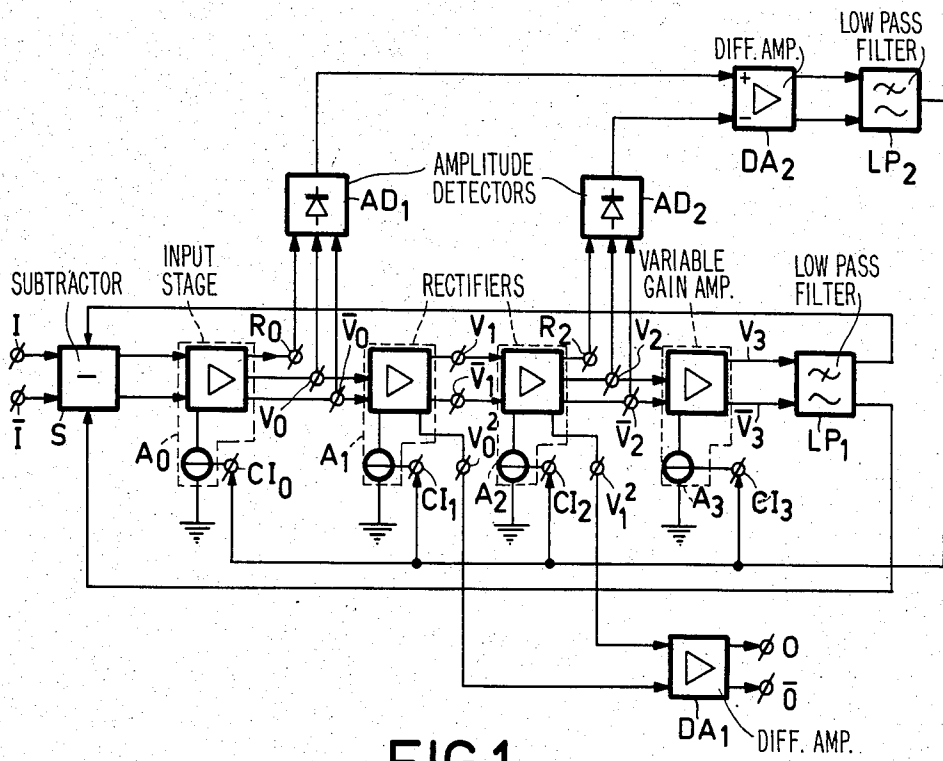 LOW PASS
FILTER
DIFF. AMP.
+
−
DA₂
LP₂
AMPLITUDE
DETECTORS
AD₁
AD₂
INPUT
STAGE
SUBTRACTOR
RECTIFIERS
VARIABLE
GAIN AMP.
LOW PASS
FILTER
I
R₀
V̅₀
V₁
R₂
V₂
V₃
−
I̅
S
V₀
V̅₁
V̅₂
V̅₃
LP₁
A₀
CI₀
A₁
V₀²
CI₁
A₂
CI₂
V₁²
A₃
CI₃
O
O̅
DA₁
DIFF. AMP.
FIG.1